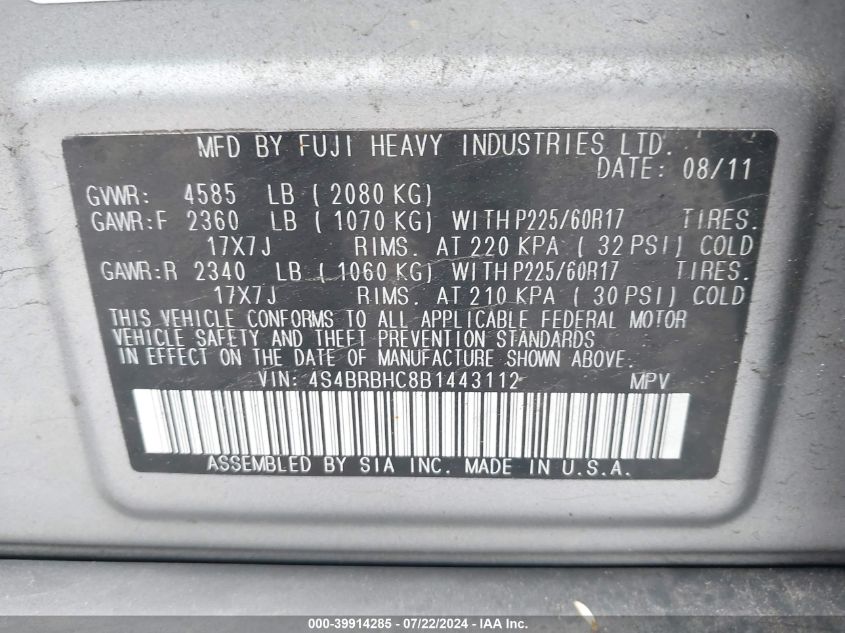 MFD BY FUJI HEAVY INDUSTRIES LTD.
DATE: 08/11
GVWR: 4585 LB ( 2080 KG)
GAWR:F 2360 LB ( 1070 KG) WITH P225/60R17 TIRES.
17X7J RIMS. AT 220 KPA ( 32 PSI) COLD
GAWR:R 2340 LB ( 1060 KG) WITH P225/60R17 TIRES.
17X7J RIMS. AT 210 KPA ( 30 PSI) COLD
THIS VEHICLE CONFORMS TO ALL APPLICABLE FEDERAL MOTOR
VEHICLE SAFETY AND THEFT PREVENTION STANDARDS
IN EFFECT ON THE DATE OF MANUFACTURE SHOWN ABOVE.
VIN: 4S4BRBHC8B1443112 MPV
ASSEMBLED BY SIA INC. MADE IN U.S.A.
000-39914285 - 07/22/2024 - IAA Inc.